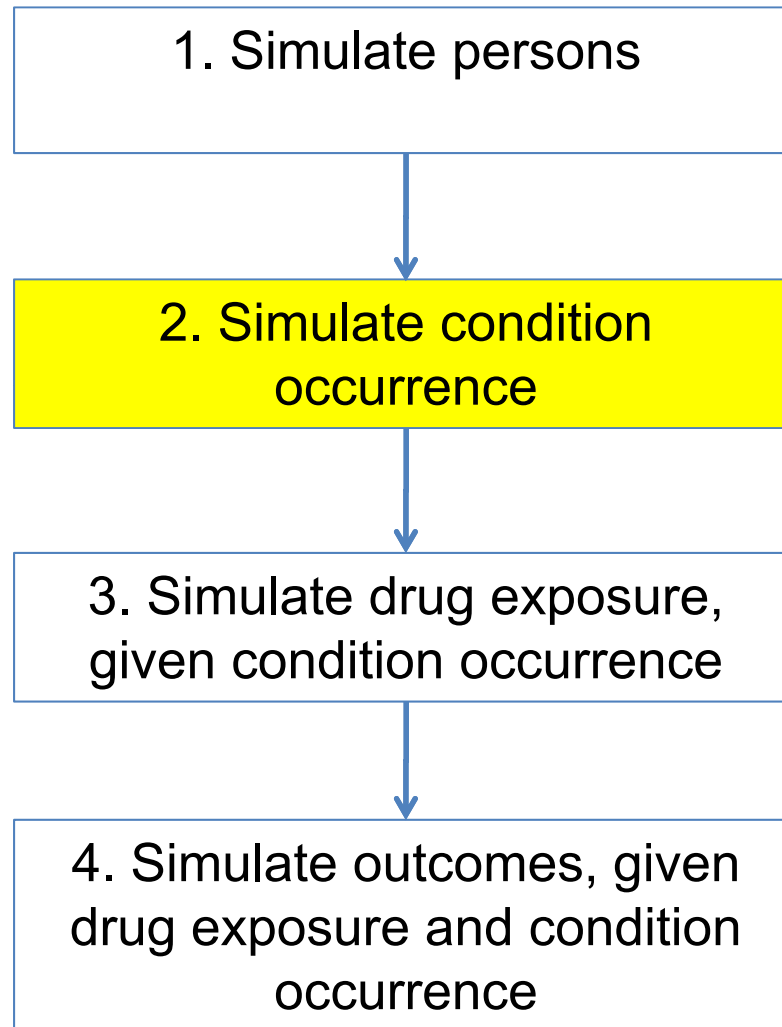 1. Simulate persons
2. Simulate condition
occurrence
3. Simulate drug exposure,
given condition occurrence
4. Simulate outcomes, given
drug exposure and condition
occurrence